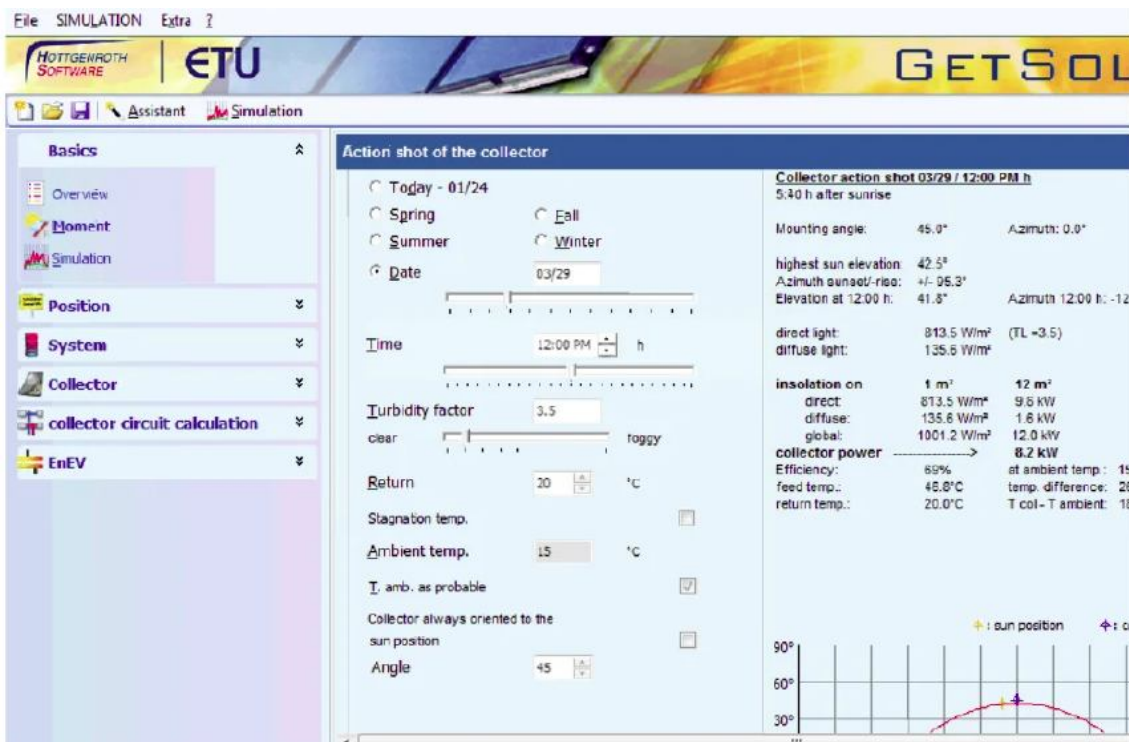 File SIMULATION Extra ?
HOTTGENROTH
SOFTWARE
ETU
GETSOL
Assistant Simulation
Basics
Overview
Moment
Simulation
Position
System
Collector
collector circuit calculation
EnEV
Action shot of the collector
Today - 01/24
Spring Fall
Summer Winter
Date 03/29
Time 12:00 PM h
Turbidity factor 3.5
clear foggy
Return 20 °C
Stagnation temp.
Ambient temp. 15 °C
T. amb. as probable
Collector always oriented to the
sun position
Angle 45
Collector action shot 03/29 / 12:00 PM h
5:40 h after sunrise
Mounting angle: 45.0° Azimuth: 0.0°
highest sun elevation: 42.5°
Azimuth sunset/-rise: +/- 95.3°
Elevation at 12:00 h: 41.8° Azimuth 12:00 h: -12
direct light: 813.5 W/m² (TL =3.5)
diffuse light: 135.6 W/m²
insolation on 1 m² 12 m²
direct: 813.5 W/m² 9.6 kW
diffuse: 135.6 W/m² 1.6 kW
global: 1001.2 W/m² 12.0 kW
collector power --------------> 8.2 kW
Efficiency: 69% at ambient temp.: 15
feed temp.: 46.8°C temp. difference: 26
return temp.: 20.0°C T col - T ambient: 18
: sun position : c
90°
60°
30°